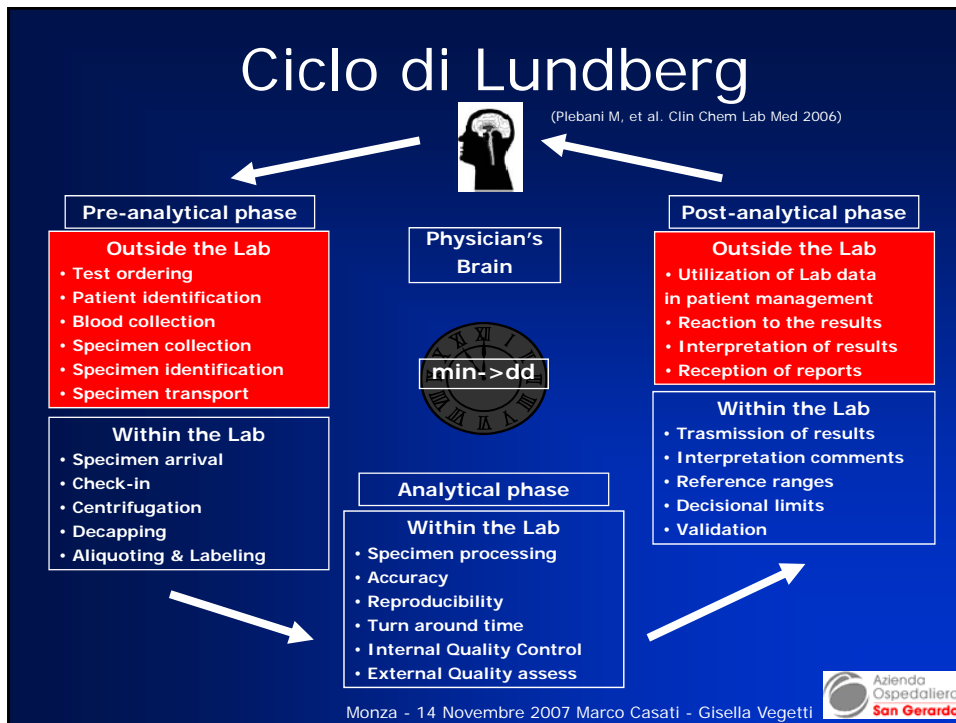 Ciclo di Lundberg
(Plebani M, et al. Clin Chem Lab Med 2006)
Pre-analytical phase
Outside the Lab
• Test ordering
• Patient identification
• Blood collection
• Specimen collection
• Specimen identification
• Specimen transport
Within the Lab
• Specimen arrival
• Check-in
• Centrifugation
• Decapping
• Aliquoting & Labeling
Physician's
Brain
min->dd
XII
I
Analytical phase
Within the Lab
• Specimen processing
• Accuracy
• Reproducibility
• Turn around time
• Internal Quality Control
• External Quality assess
Post-analytical phase
Outside the Lab
• Utilization of Lab data
in patient management
• Reaction to the results
• Interpretation of results
• Reception of reports
Within the Lab
• Trasmission of results
• Interpretation comments
• Reference ranges
• Decisional limits
• Validation
Monza - 14 Novembre 2007 Marco Casati - Gisella Vegetti
Azienda
Ospedaliera
San Gerardo